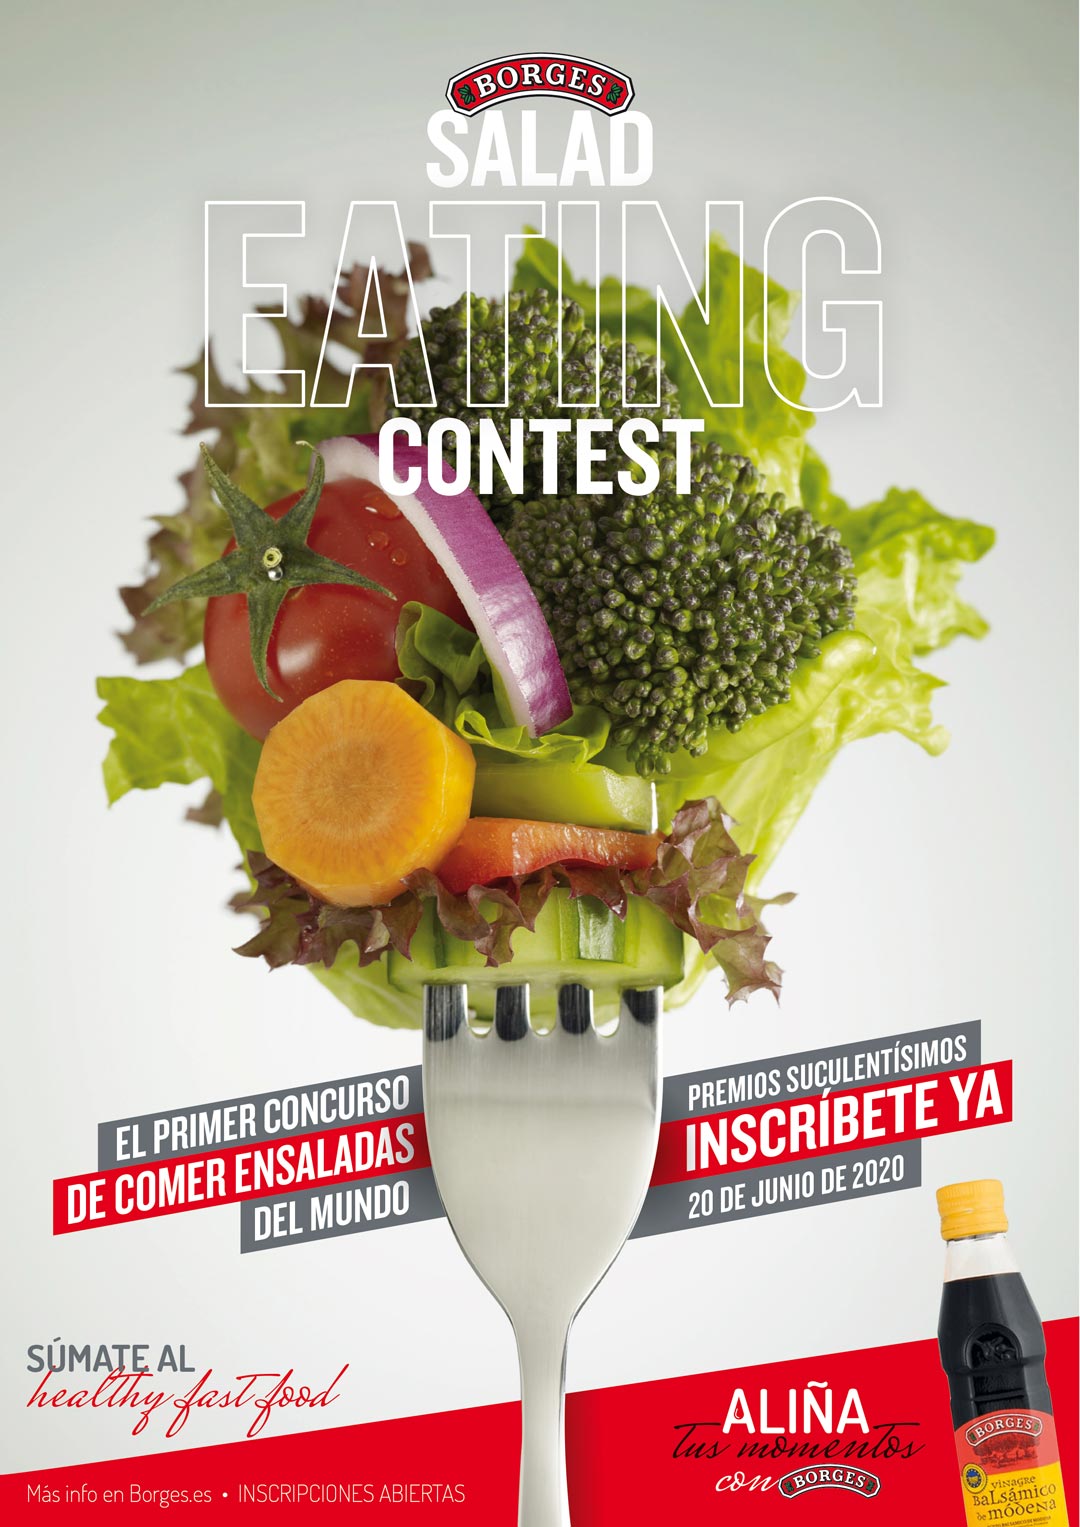 BORGES
SALAD
EATING
CONTEST
EL PRIMER CONCURSO
DE COMER ENSALADAS
DEL MUNDO
PREMIOS SUCULENTÍSIMOS
INSCRÍBETE YA
20 DE JUNIO DE 2020
SÚMATE AL
healthy fast food
Más info en Borges.es • INSCRIPCIONES ABIERTAS
ALIÑA
tus momentos
con BORGES
BORGES
VINAGRE
BALSÁMICO
DE MÓDENA